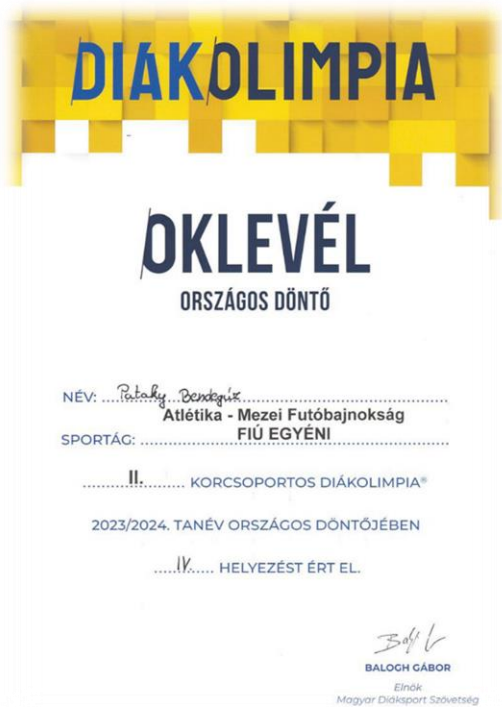 DIÁKOLIMPIA
OKLEVÉL
ORSZÁGOS DÖNTŐ
NÉV: Pataky Bendegúz
Atlétika - Mezei Futóbajnokság
SPORTÁG: FIÚ EGYÉNI
II. KORCSOPORTOS DIÁKOLIMPIA®
2023/2024. TANÉV ORSZÁGOS DÖNTŐJÉBEN
IV. HELYEZÉST ÉRT EL.
BALOGH GÁBOR
Elnök
Magyar Diáksport Szövetség